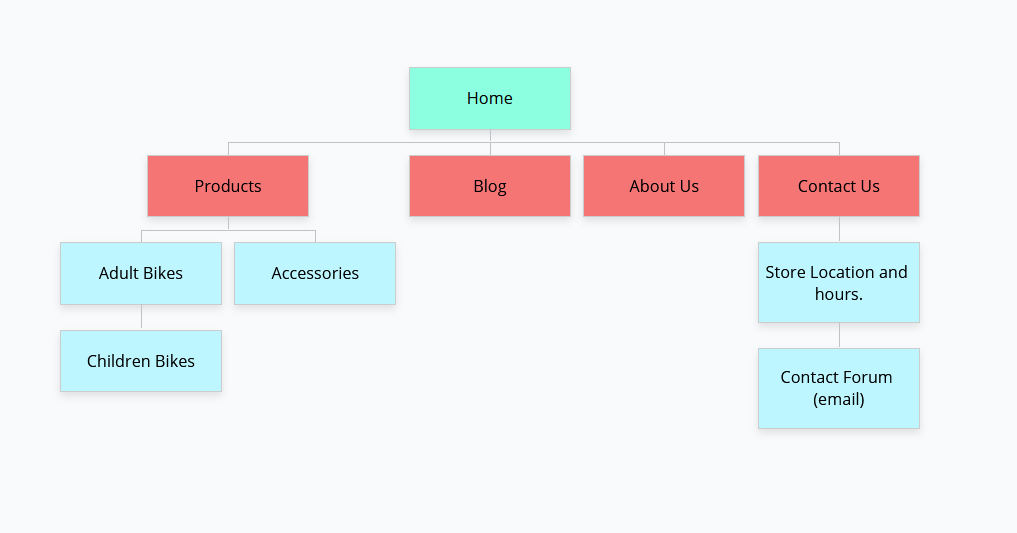 Home
Products
Blog
About Us
Contact Us
Adult Bikes
Accessories
Store Location and
hours.
Children Bikes
Contact Forum
(email)